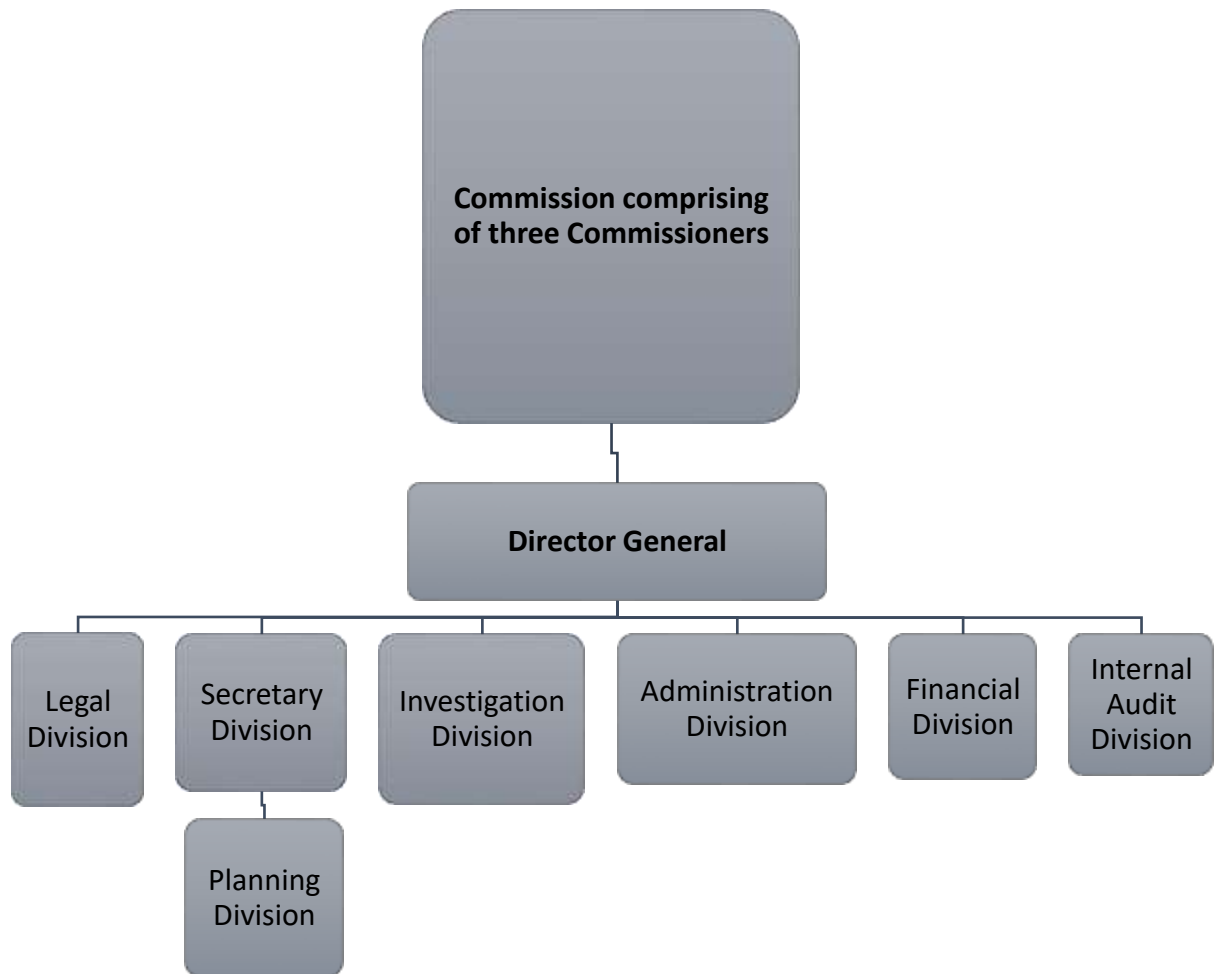 Commission comprising
of three Commissioners
Director General
Legal
Division
Secretary
Division
Investigation
Division
Administration
Division
Financial
Division
Internal
Audit
Division
Planning
Division